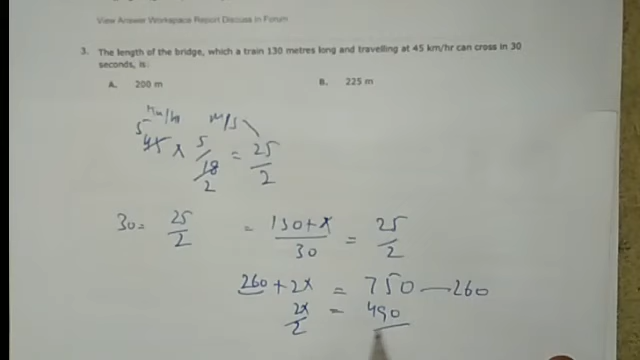 View Answer Workspace Report Discuss in Forum
3. The length of the bridge, which a train 130 metres long and travelling at 45 km/hr can cross in 30
seconds, is:
A. 200 m B. 225 m
Km/hr m/s
5
45 × 5/18 = 25/2
2
30 = 25/2 = 130+x/30 = 25/2
260 + 2x = 750 — 260
2x/2 = 490